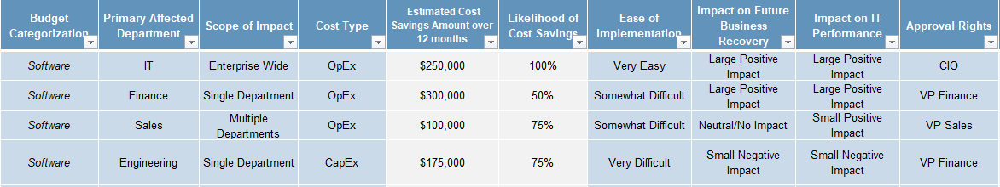 Budget Categorization Primary Affected Department Scope of Impact Cost Type Estimated Cost Savings Amount over 12 months Likelihood of Cost Savings Ease of Implementation Impact on Future Business Recovery Impact on IT Performance Approval Rights
Software IT Enterprise Wide OpEx $250,000 100% Very Easy Large Positive Impact Large Positive Impact CIO
Software Finance Single Department OpEx $300,000 50% Somewhat Difficult Large Positive Impact Large Positive Impact VP Finance
Software Sales Multiple Departments OpEx $100,000 75% Somewhat Difficult Neutral/No Impact Small Positive Impact VP Sales
Software Engineering Single Department CapEx $175,000 75% Very Difficult Small Negative Impact Small Negative Impact VP Finance